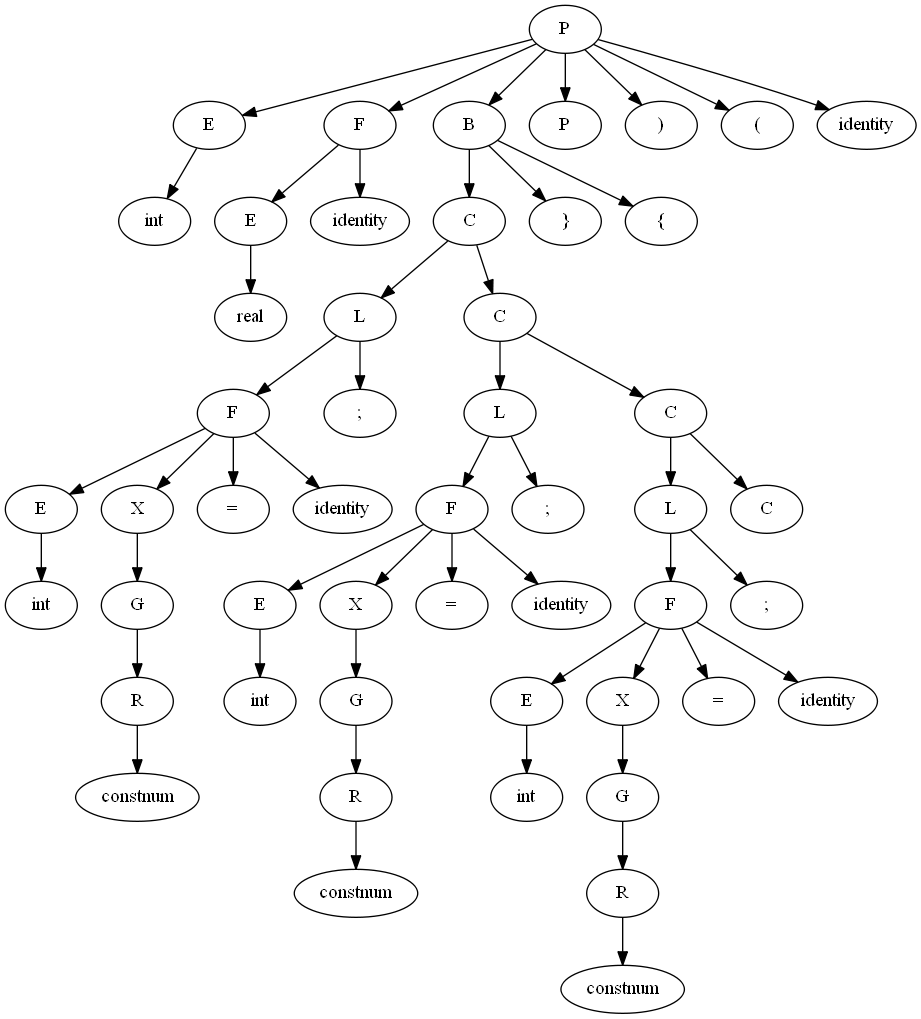 P
E F B P ) ( identity
int E identity C } {
real L C
F ; L C
E X = identity F ; L C
int G E X = identity F ;
R int G E X = identity
constnum R int G
constnum R
constnum